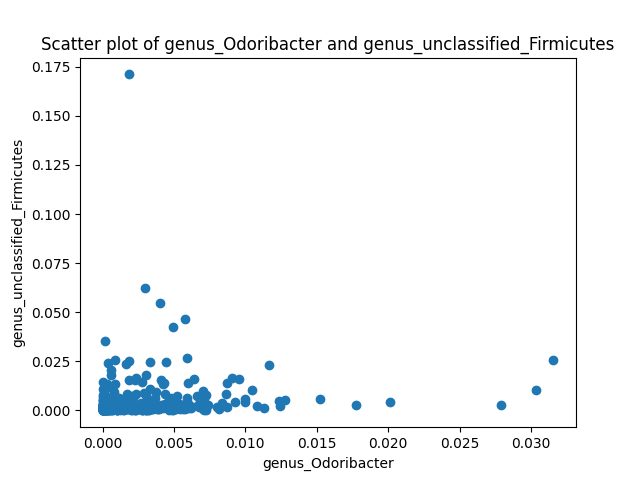 Scatter plot of genus_Odoribacter and genus_unclassified_Firmicutes
0.175
0.150
0.125
0.100
0.075
0.050
0.025
0.000
genus_unclassified_Firmicutes
0.000 0.005 0.010 0.015 0.020 0.025 0.030
genus_Odoribacter